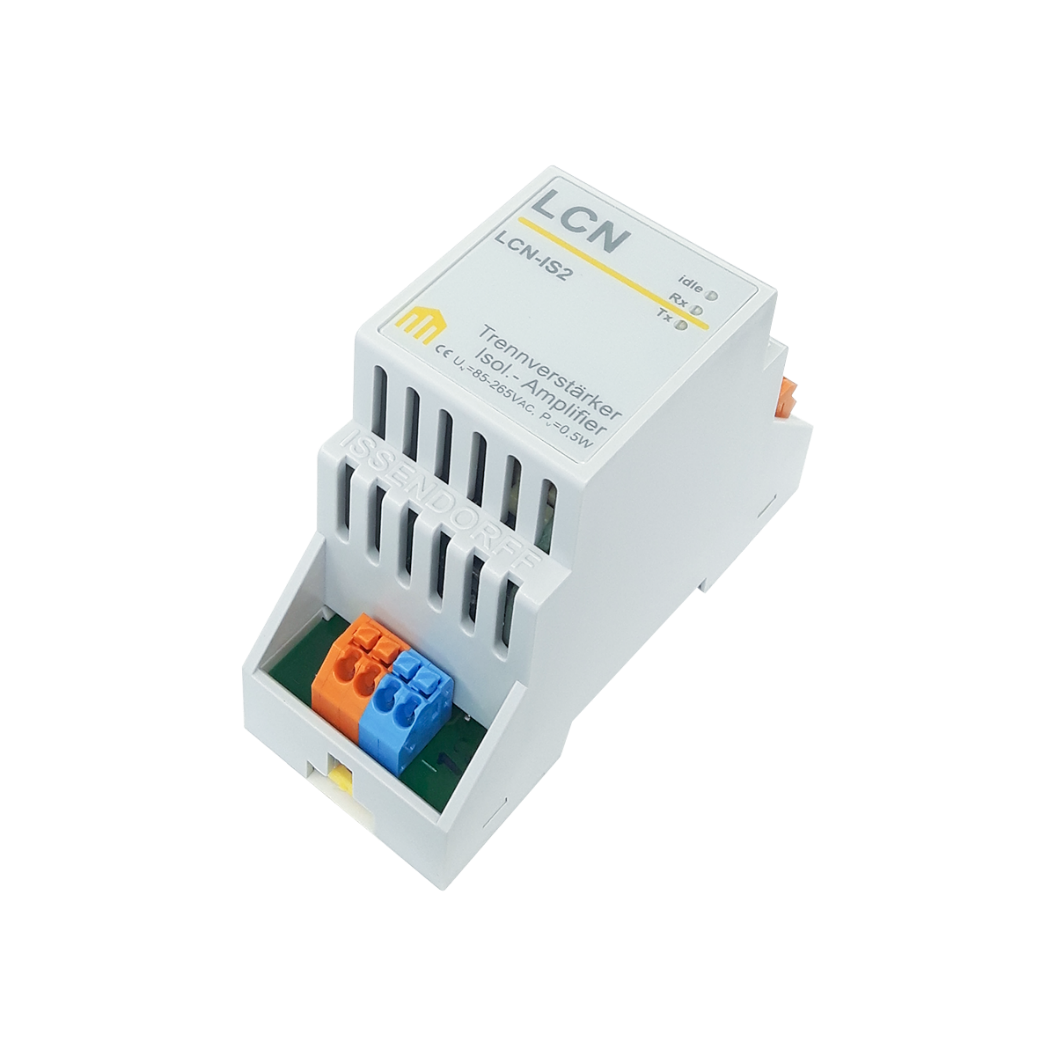 LCN
LCN-IS2
idle
Rx
Tx
Trennverstärker
Isol.- Amplifier
CE Uₙ=85-265VAC, Pᵥ=0,5W
ISSENDORFF